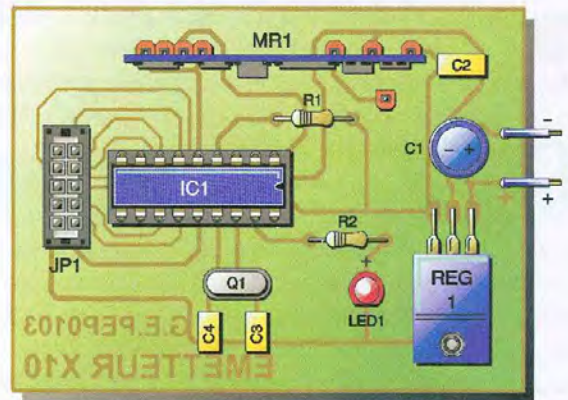 MR1
C2
R1
C1
-
- +
IC1
+
R2
JP1
+
REG
1
Q1
LED1
C4
C3
G.E.PEP0103
EMETTEUR X10